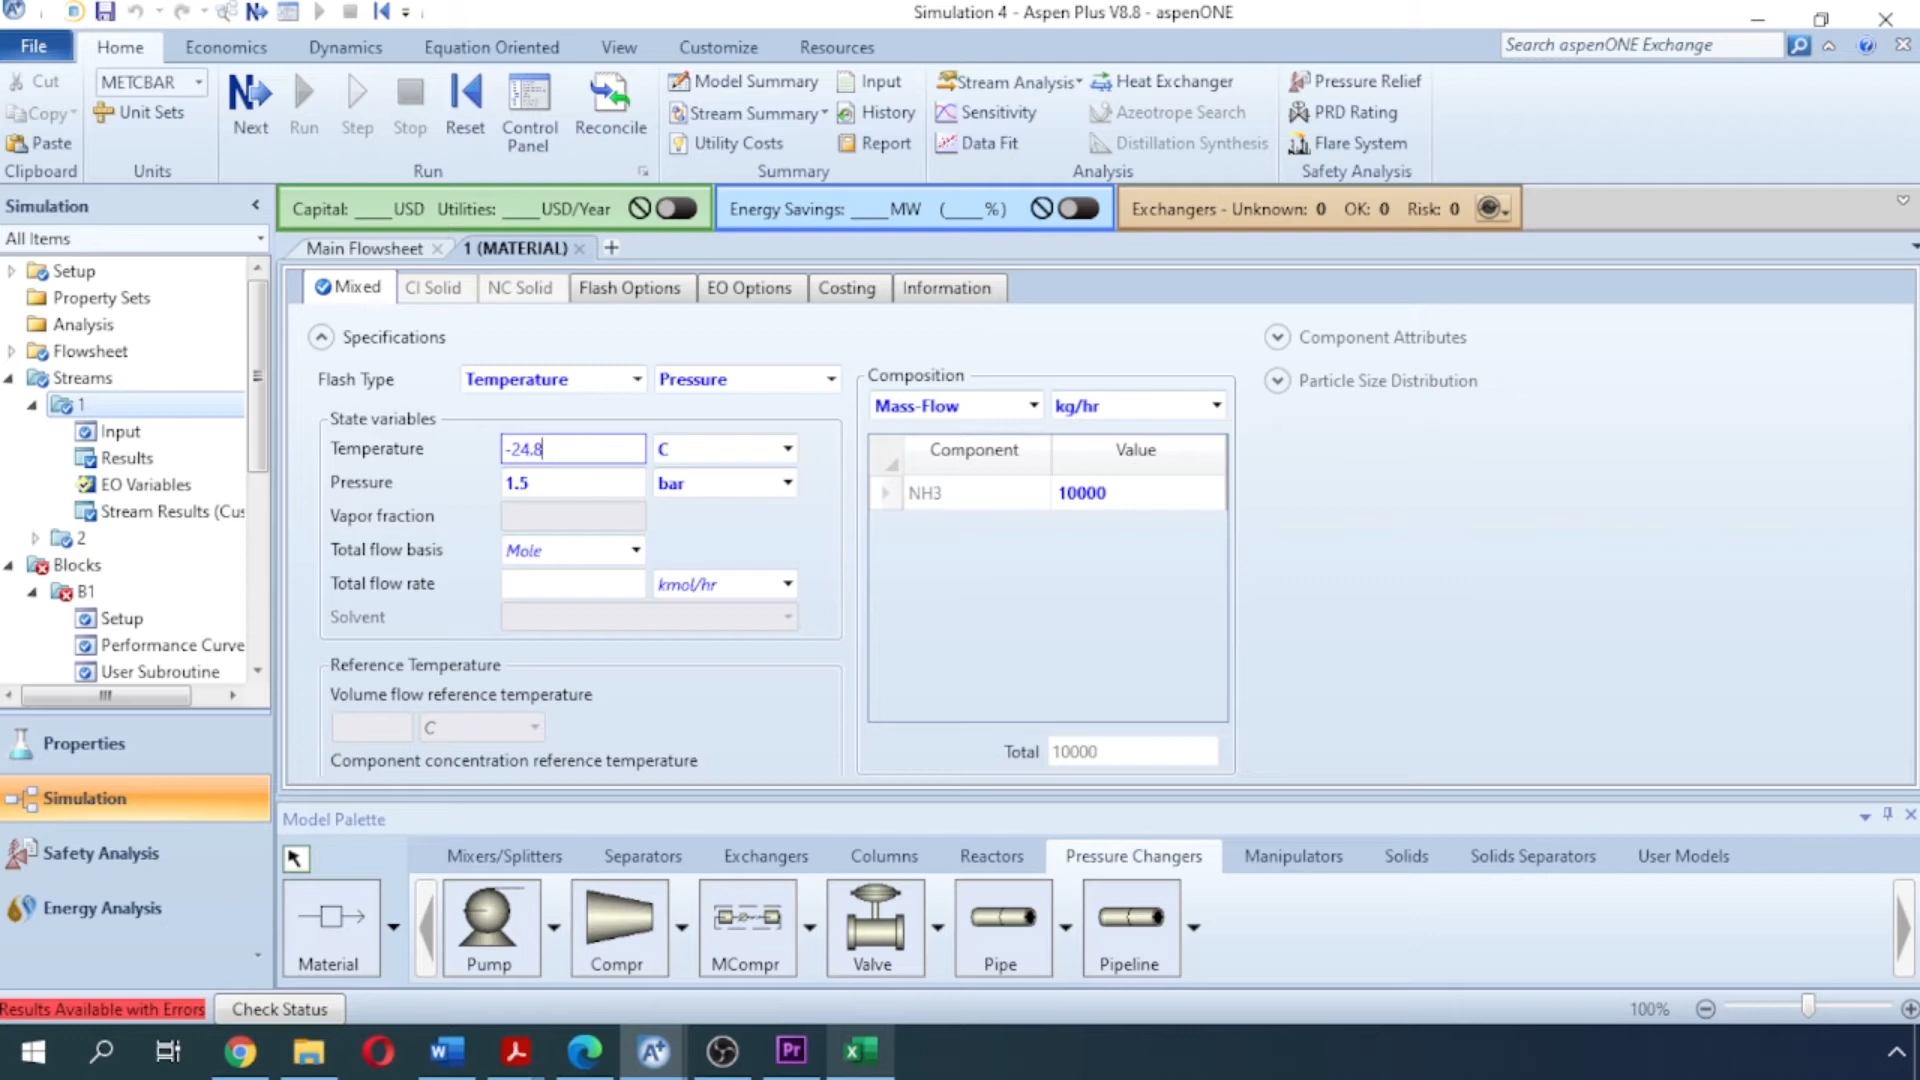 Simulation 4 - Aspen Plus V8.8 - aspenONE
File Home Economics Dynamics Equation Oriented View Customize Resources Search aspenONE Exchange
Cut METCBAR Model Summary Input Stream Analysis Heat Exchanger Pressure Relief
Copy Unit Sets Stream Summary History Sensitivity Azeotrope Search PRD Rating
Next Run Step Stop Reset Control Panel Reconcile
Paste Utility Costs Report Data Fit Distillation Synthesis Flare System
Clipboard Units Run Summary Analysis Safety Analysis
Simulation
Capital: ____USD Utilities: ____USD/Year Energy Savings: ____MW (____%) Exchangers - Unknown: 0 OK: 0 Risk: 0
All Items
Main Flowsheet 1 (MATERIAL) +
Setup
Property Sets
Analysis
Flowsheet
Streams
1
Input
Results
EO Variables
Stream Results (Cus
2
Blocks
B1
Setup
Performance Curve
User Subroutine
Mixed CI Solid NC Solid Flash Options EO Options Costing Information
Specifications
Flash Type Temperature Pressure
State variables
Temperature -24.8 C
Pressure 1.5 bar
Vapor fraction
Total flow basis Mole
Total flow rate kmol/hr
Solvent
Reference Temperature
Volume flow reference temperature
C
Component concentration reference temperature
Composition
Mass-Flow kg/hr
Component Value
NH3 10000
Total 10000
Component Attributes
Particle Size Distribution
Properties
Simulation
Safety Analysis
Energy Analysis
Model Palette
Mixers/Splitters Separators Exchangers Columns Reactors Pressure Changers Manipulators Solids Solids Separators User Models
Material Pump Compr MCompr Valve Pipe Pipeline
Results Available with Errors Check Status 100%